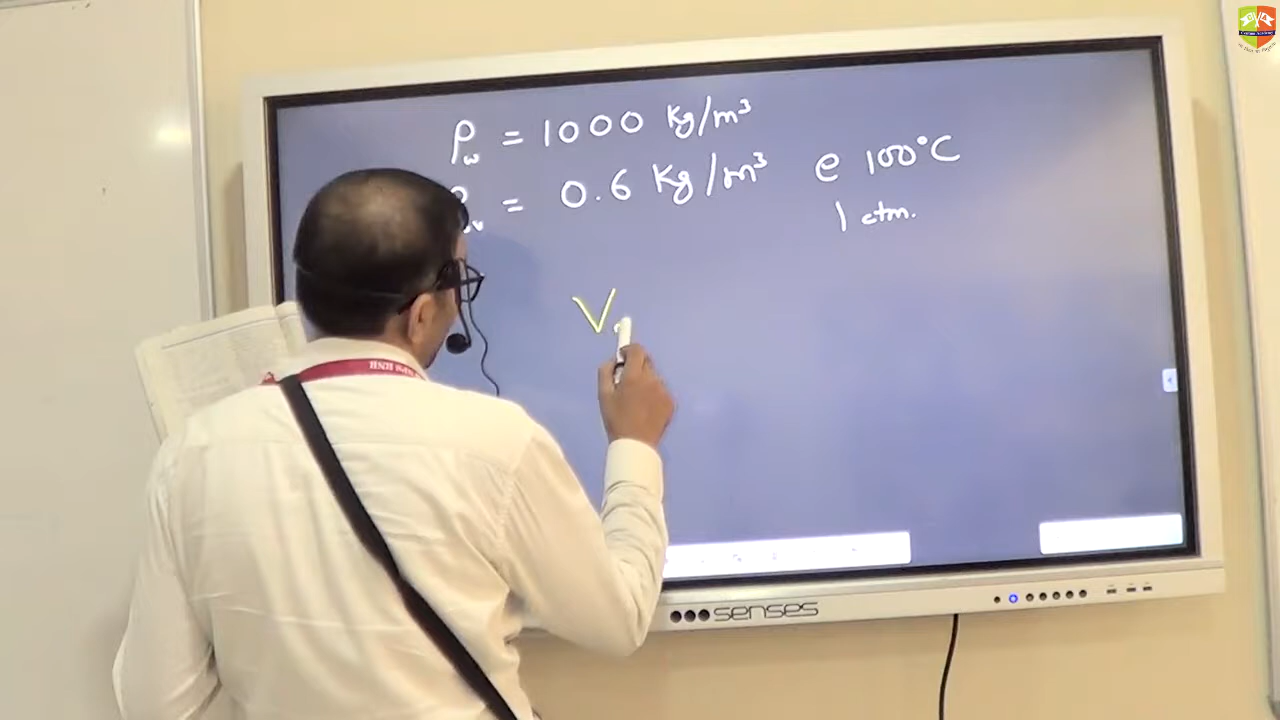 ρw = 1000 Kg/m³
= 0.6 Kg/m³ @ 100°C
1 atm.
V
senses